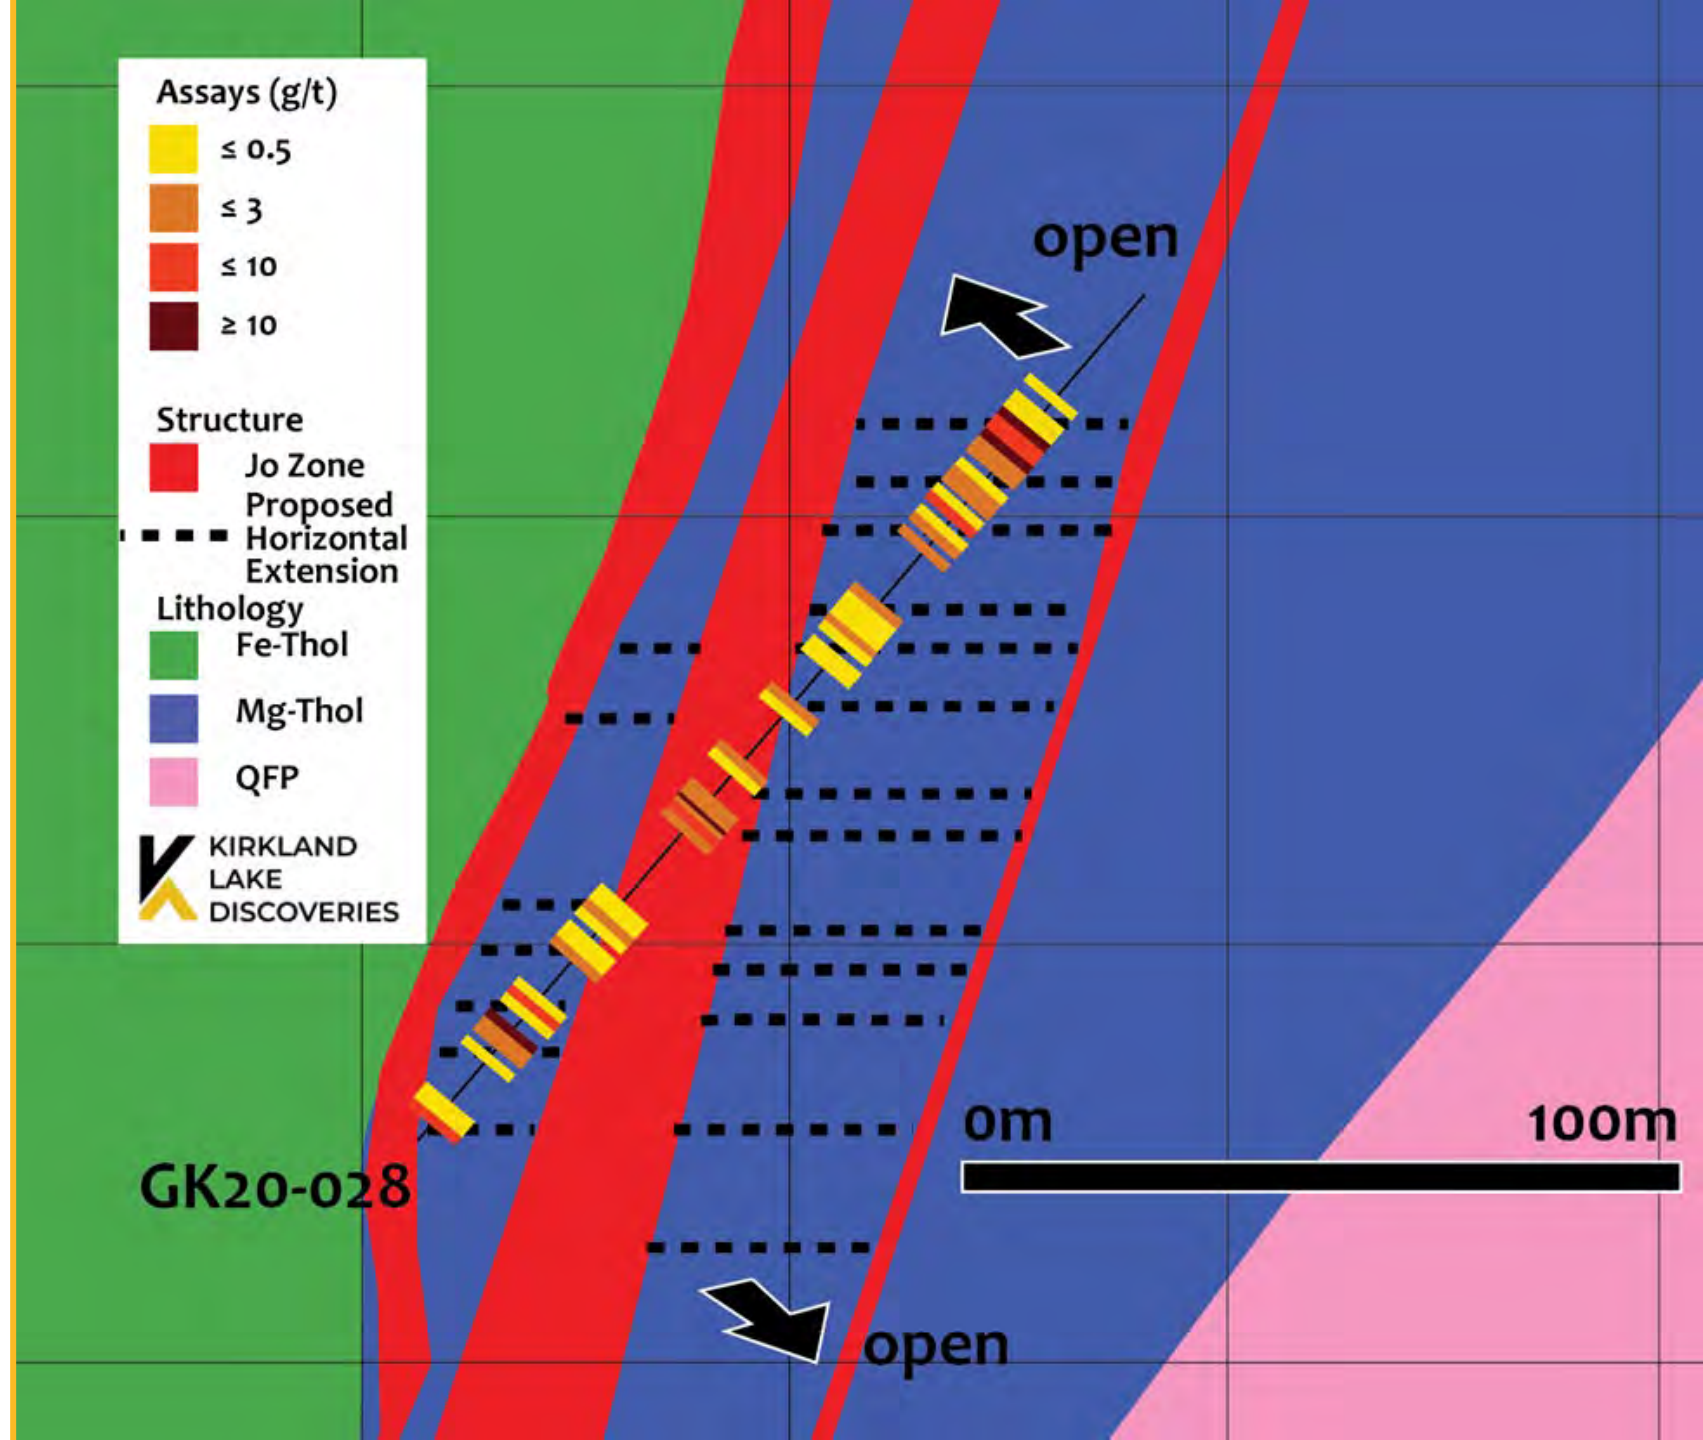 Assays (g/t)
≤ 0.5
≤ 3
≤ 10
≥ 10
Structure
Jo Zone
Proposed
Horizontal
Extension
Lithology
Fe-Thol
Mg-Thol
QFP
KIRKLAND
LAKE
DISCOVERIES
open
GK20-028
0m 100m
open